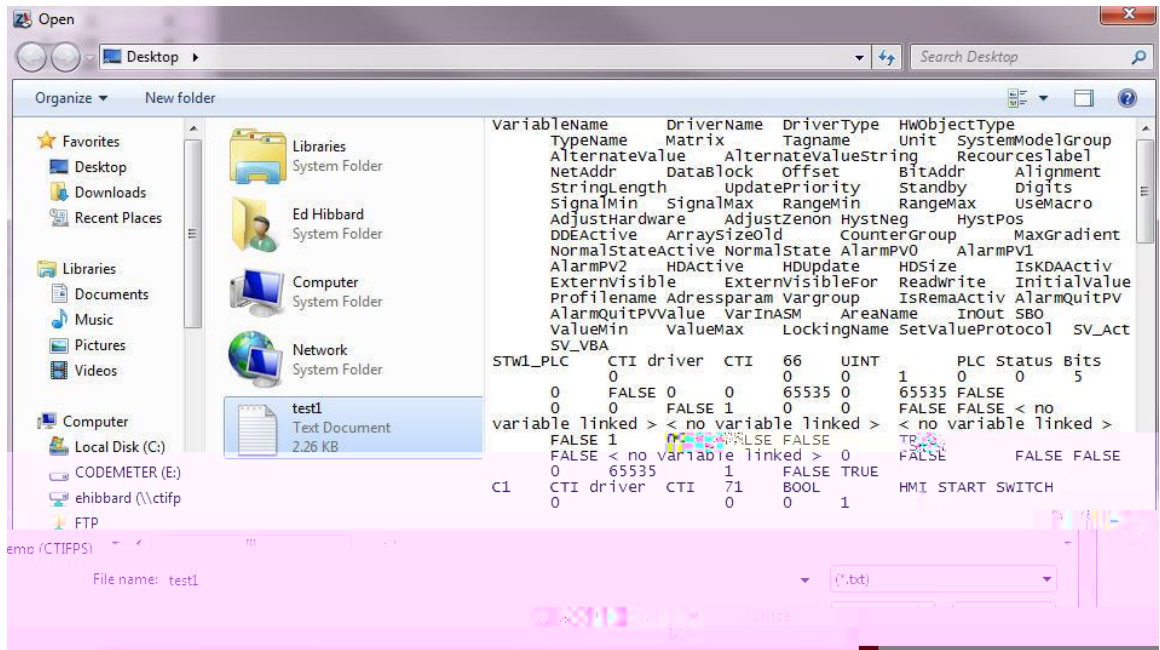 Open
Desktop
Search Desktop
Organize New folder
Favorites
Desktop
Downloads
Recent Places
Libraries
Documents
Music
Pictures
Videos
Computer
Local Disk (C:)
CODEMETER (E:)
ehibbard (\\ctifp
FTP
emp (CTIFPS)
Libraries
System Folder
Ed Hibbard
System Folder
Computer
System Folder
Network
System Folder
test1
Text Document
2.26 KB
VariableName DriverName DriverType HWObjectType
TypeName Matrix Tagname Unit SystemModelGroup
AlternateValue AlternateValueString Recourceslabel
NetAddr DataBlock Offset BitAddr Alignment
StringLength UpdatePriority Standby Digits
SignalMin SignalMax RangeMin RangeMax UseMacro
AdjustHardware AdjustZenon HystNeg HystPos
DDEActive ArraySizeOld CounterGroup MaxGradient
NormalStateActive NormalState AlarmPV0 AlarmPV1
AlarmPV2 HDActive HDUpdate HDSize IsKDAActiv
ExternVisible ExternVisibleFor ReadWrite InitialValue
Profilename Adressparam Vargroup IsRemaActiv AlarmQuitPV
AlarmQuitPVValue VarInASM AreaName InOut SBO
ValueMin ValueMax LockingName SetValueProtocol SV_Act
SV_VBA
STW1_PLC CTI driver CTI 66 UINT PLC Status Bits
0 0 0 1 0 0 5
0 FALSE 0 0 65535 0 65535 FALSE
0 0 FALSE 1 0 0 FALSE FALSE < no
variable linked > < no variable linked > < no variable linked >
FALSE 1 FALSE
FALSE < no variable linked > 0 FALSE FALSE FALSE
0 65535 1 FALSE TRUE
C1 CTI driver CTI 71 BOOL HMI START SWITCH
0 0 0 1
File name: test1 (*.txt)